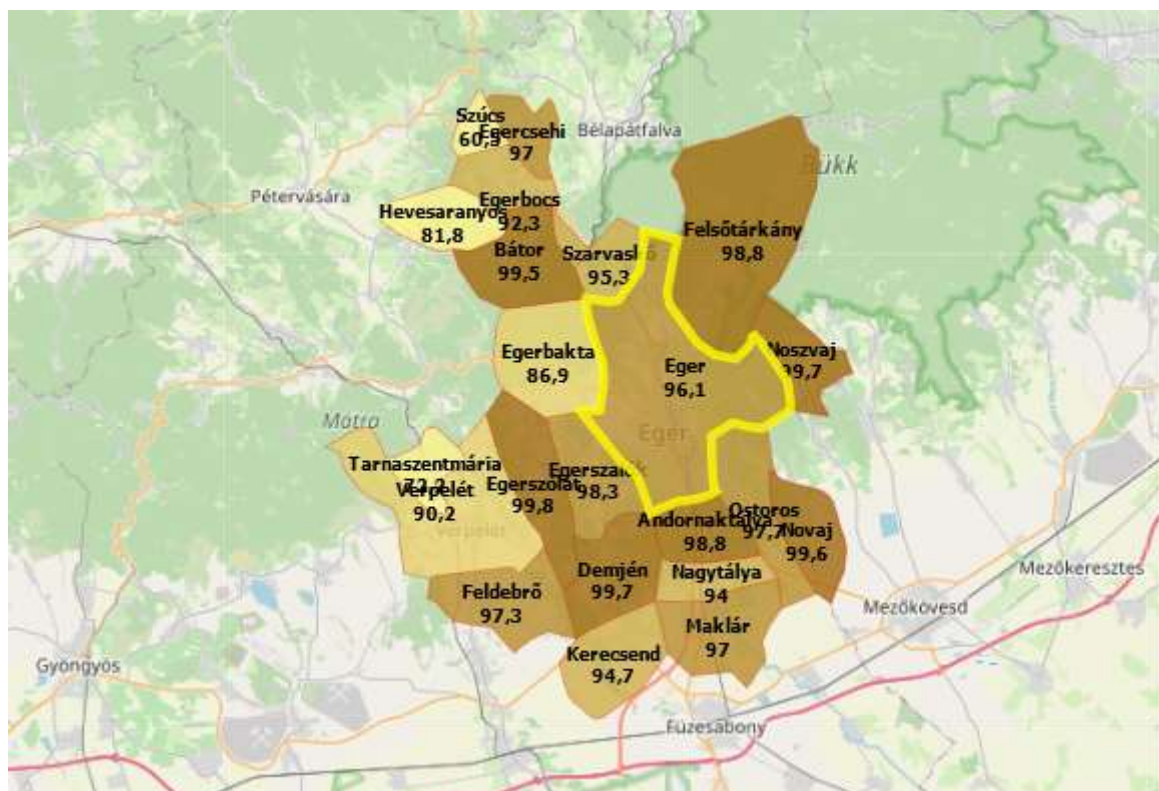 Szúcs
Egercsehi
97
Bélapátfalva
Bükk
Pétervására
Egerbocs
92,3
Hevesaranyos
81,8
Felsőtárkány
98,8
Bátor
99,5
Szarvaskő
95,3
Egerbakta
86,9
Eger
96,1
Noszvaj
99,7
Mátra
Eger
Tarnaszentmária
Verpelét
90,2
Verpelét
Egerszólát
99,8
Egerszalók
98,3
Andornaktálya
98,8
Ostoros
97,7
Novaj
99,6
Demjén
99,7
Nagytálya
94
Feldebrő
97,3
Mezőkeresztes
Mezőkövesd
Maklár
97
Kerecsend
94,7
Gyöngyös
Füzesabony